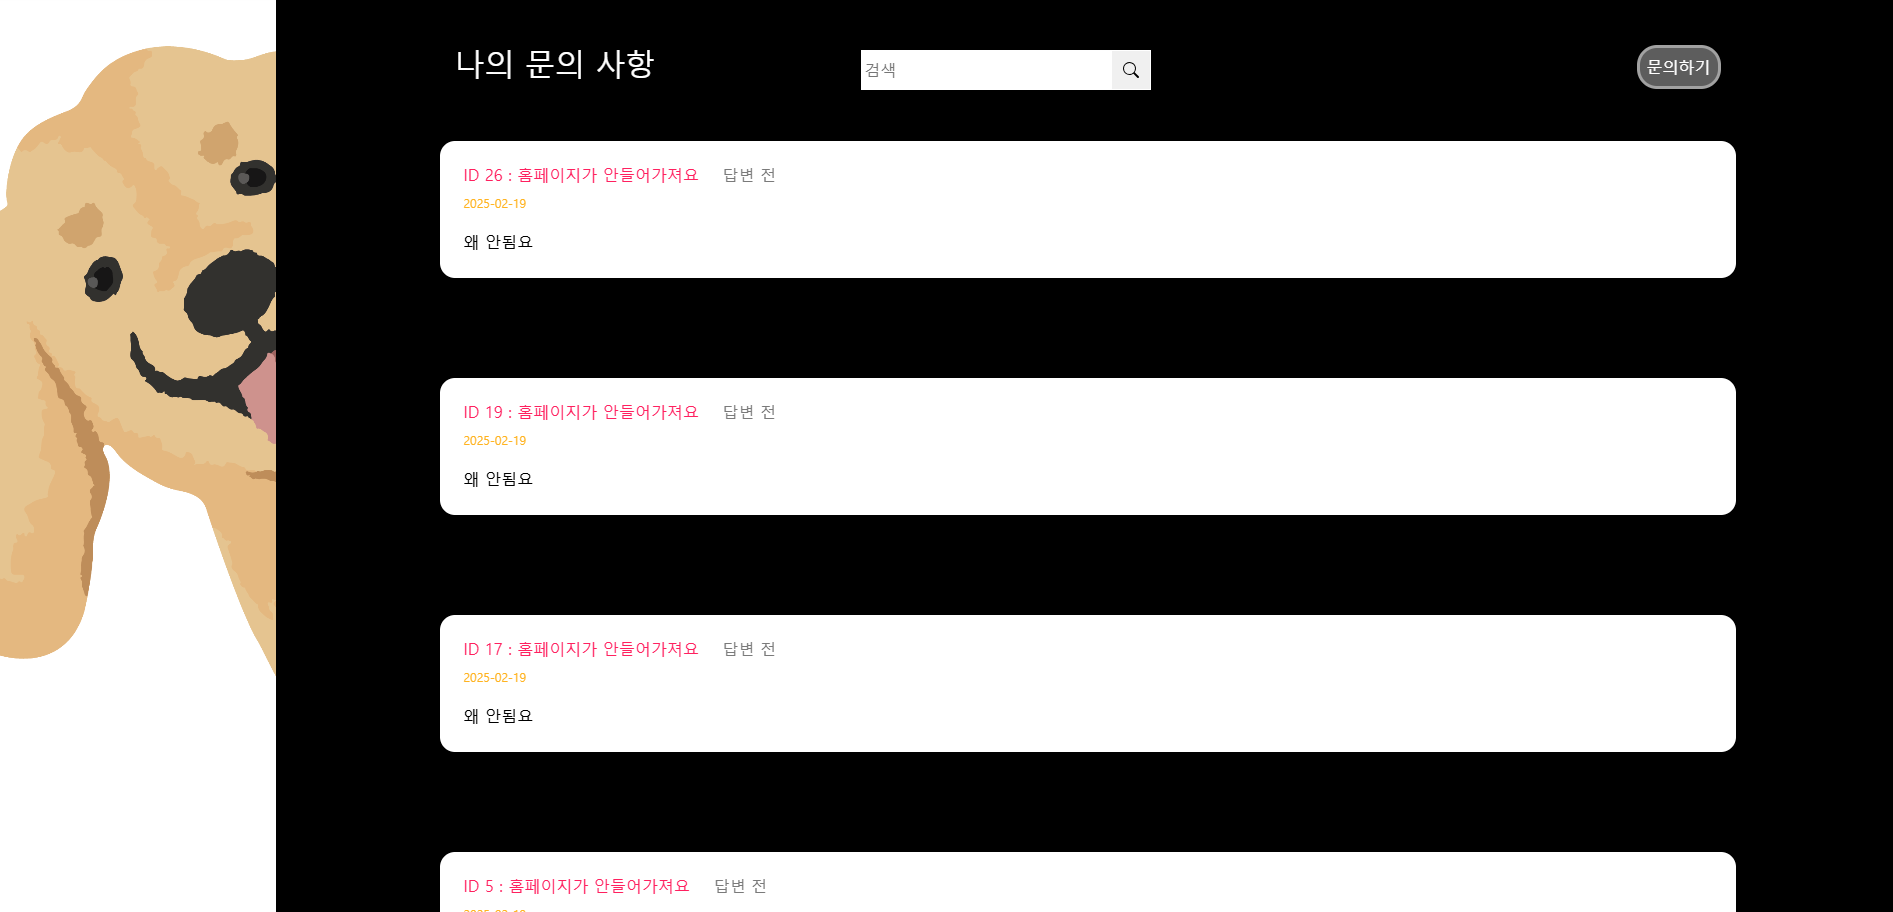 나의 문의 사항
검색
문의하기
ID 26 : 홈페이지가 안들어가져요 답변 전
2025-02-19
왜 안됨요
ID 19 : 홈페이지가 안들어가져요 답변 전
2025-02-19
왜 안됨요
ID 17 : 홈페이지가 안들어가져요 답변 전
2025-02-19
왜 안됨요
ID 5 : 홈페이지가 안들어가져요 답변 전